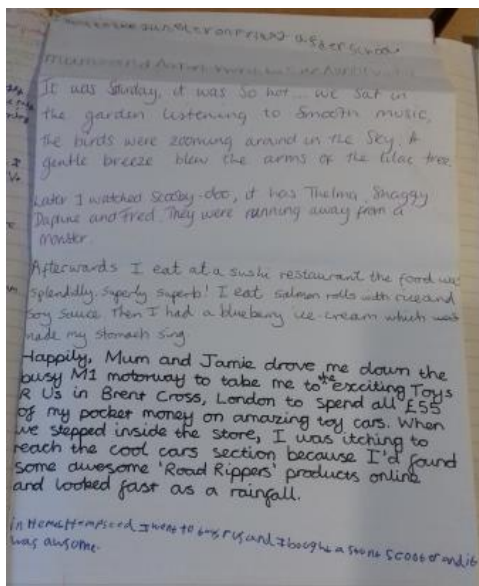 after school
It was Saturday, it was so hot... we sat in
the garden listening to Smooth music,
the birds were zooming around in the Sky. A
gentle breeze blew the arms of the lilac tree.
Later I watched Scooby-doo, it has Thelma, Shaggy
Daphne and Fred. They were running away from a
monster.
Afterwards I eat at a sushi restaurant the food was
splendidly. superly superb! I eat salmon rolls with rice and
soy sauce. Then I had a blueberry ice-cream which
made my stomach sing.
Happily, Mum and Jamie drove me down the
busy M1 motorway to take me to the exciting Toys
R Us in Brent Cross, London to spend all £55
of my pocket money on amazing toy cars. When
we stepped inside the store, I was itching to
reach the cool cars section because I'd found
some awesome 'Road Rippers' products online
and looked fast as a rainfall.
in I went to toys r us and I bought a stunt scooter and it
was awsome.